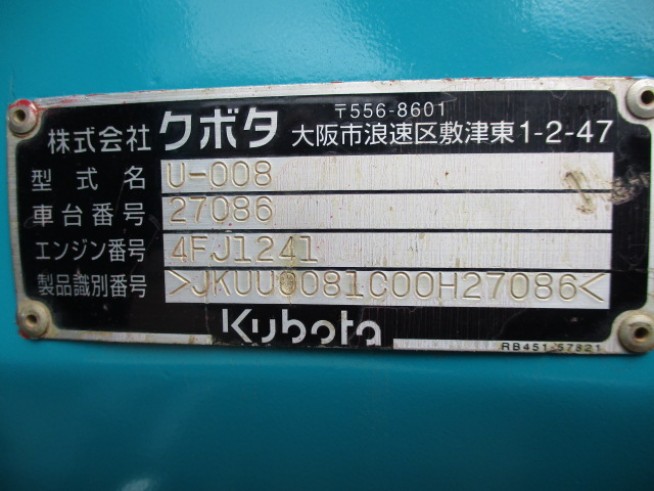 株式会社 クボタ 〒556-8601 大阪市浪速区敷津東1-2-47
型式名 U-008
車台番号 27086
エンジン番号 4FJ1241
製品識別番号 >JKUU0081C00H27086<
Kubota
RB451-57821